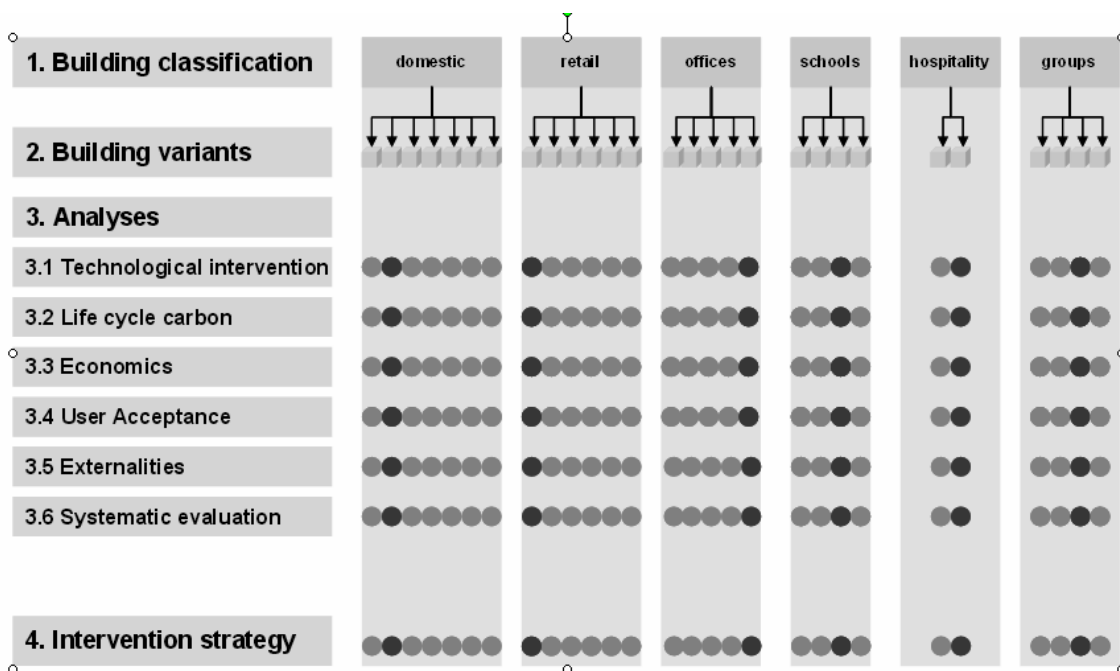 1. Building classification
domestic
retail
offices
schools
hospitality
groups
2. Building variants
3. Analyses
3.1 Technological intervention
3.2 Life cycle carbon
3.3 Economics
3.4 User Acceptance
3.5 Externalities
3.6 Systematic evaluation
4. Intervention strategy